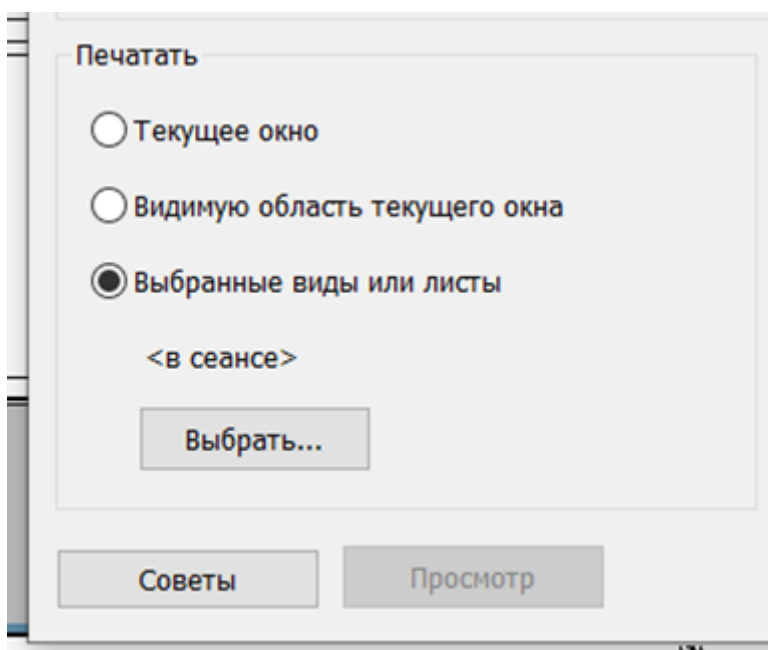 Печатать
Текущее окно
Видимую область текущего окна
Выбранные виды или листы
<в сеансе>
Выбрать...
Советы
Просмотр